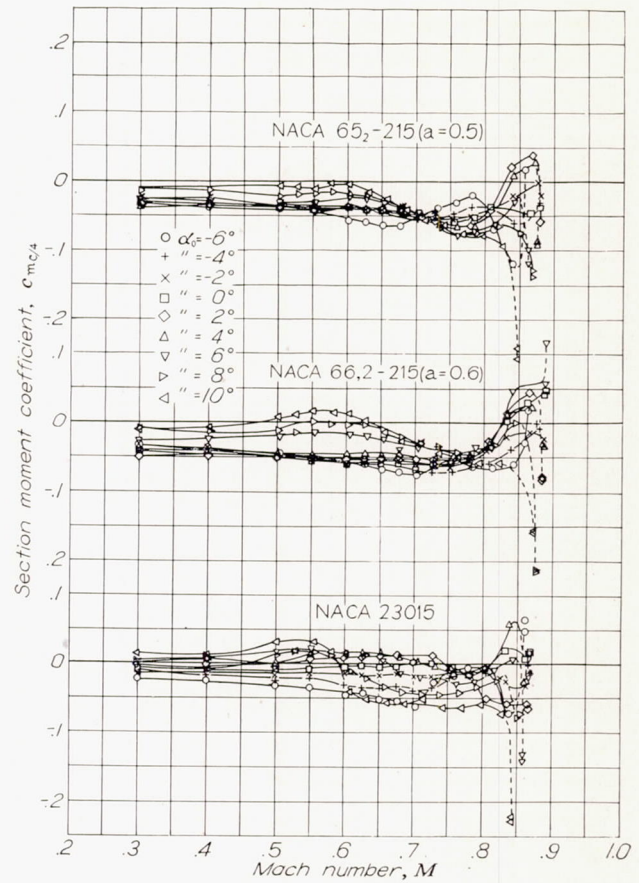 .2
.1
NACA 65₂-215(a=0.5)
0
-.1
○ α₀=-6°
+ " =-4°
× " =-2°
□ " = 0°
◇ " = 2°
△ " = 4°
▽ " = 6°
▷ " = 8°
◁ " =10°
-.2
.1
NACA 66,2-215(a=0.6)
0
-.1
.2
.1
NACA 23015
0
-.1
-.2
.2 .3 .4 .5 .6 .7 .8 .9 1.0
Mach number, M
Section moment coefficient, c_mc/4